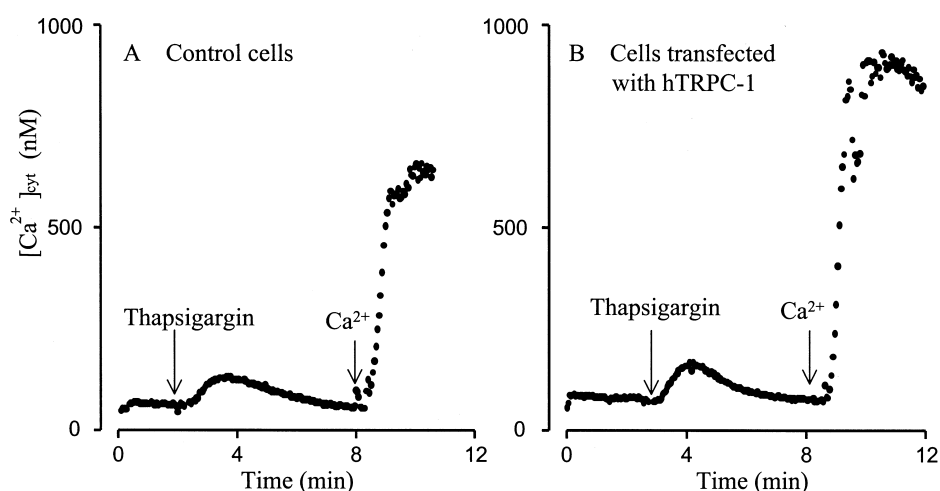 A Control cells
1000
500
0
[Ca²⁺]cyt (nM)
Thapsigargin
Ca²⁺
0 4 8 12
Time (min)
B Cells transfected
with hTRPC-1
1000
500
0
Thapsigargin
Ca²⁺
0 4 8 12
Time (min)